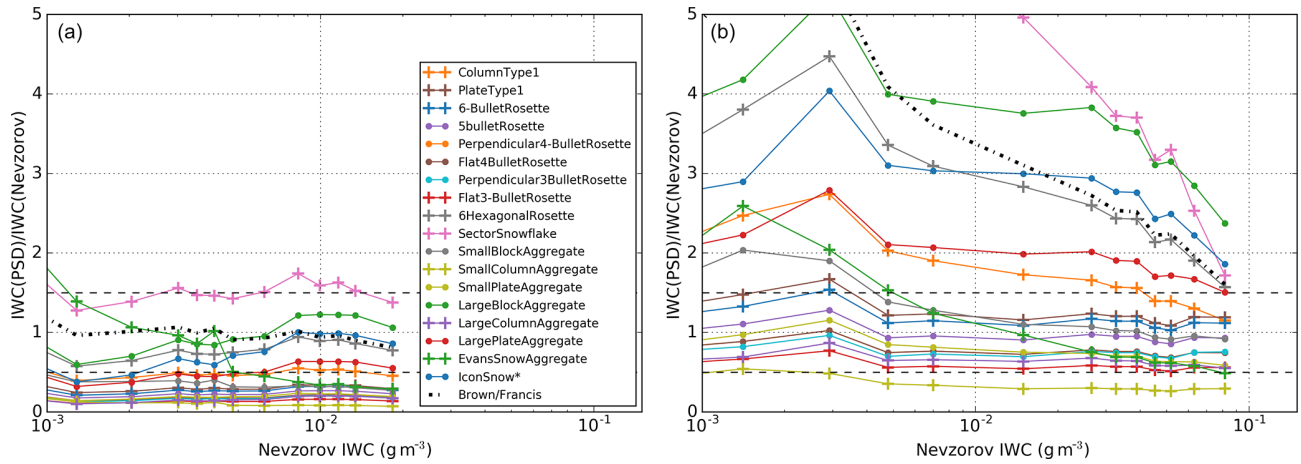 (a)
(b)
IWC(PSD)/IWC(Nevzorov)
5
4
3
2
1
0
10⁻³
10⁻²
10⁻¹
Nevzorov IWC (g m⁻³)
ColumnType1
PlateType1
6-BulletRosette
5bulletRosette
Perpendicular4-BulletRosette
Flat4BulletRosette
Perpendicular3BulletRosette
Flat3-BulletRosette
6HexagonalRosette
SectorSnowflake
SmallBlockAggregate
SmallColumnAggregate
SmallPlateAggregate
LargeBlockAggregate
LargeColumnAggregate
LargePlateAggregate
EvansSnowAggregate
IconSnow*
Brown/Francis
IWC(PSD)/IWC(Nevzorov)
5
4
3
2
1
0
10⁻³
10⁻²
10⁻¹
Nevzorov IWC (g m⁻³)